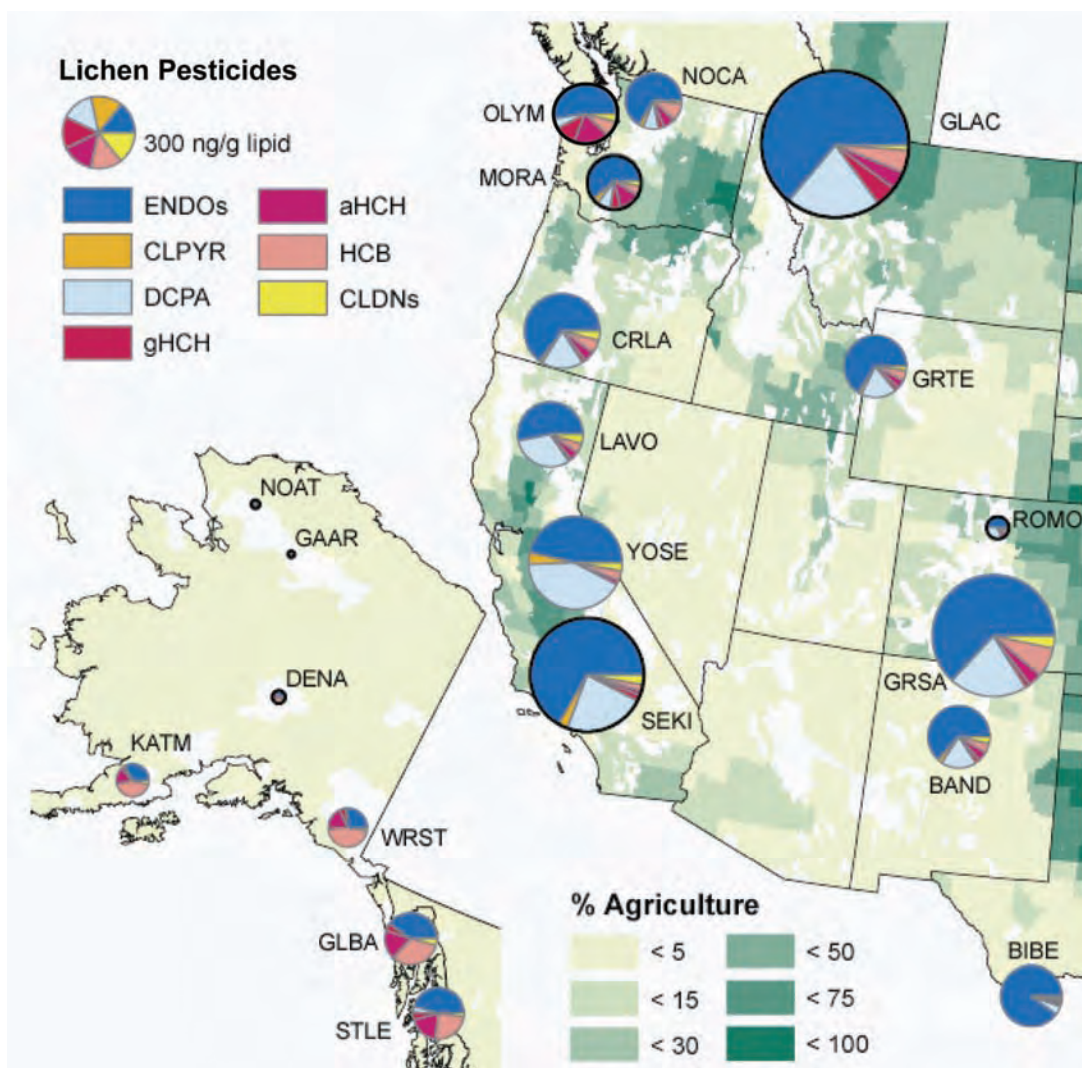 Lichen Pesticides
300 ng/g lipid
ENDOs
aHCH
CLPYR
HCB
DCPA
CLDNs
gHCH
NOCA
OLYM
GLAC
MORA
CRLA
GRTE
LAVO
NOAT
ROMO
GAAR
YOSE
DENA
GRSA
SEKI
KATM
BAND
WRST
% Agriculture
GLBA
< 5
< 50
BIBE
< 15
< 75
STLE
< 30
< 100